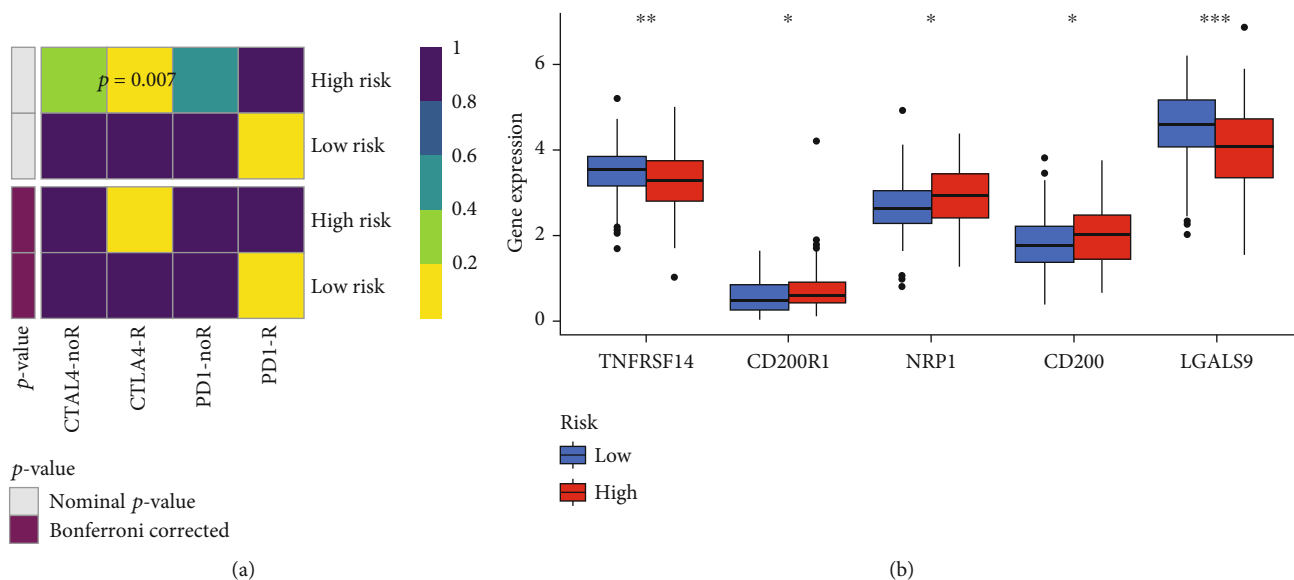 p = 0.007
High risk
Low risk
High risk
Low risk
1
0.8
0.6
0.4
0.2
p-value
CTAL4-noR
CTLA4-R
PD1-noR
PD1-R
p-value
Nominal p-value
Bonferroni corrected
(a)
** * * * ***
Gene expression
6
4
2
0
TNFRSF14 CD200R1 NRP1 CD200 LGALS9
Risk
Low
High
(b)